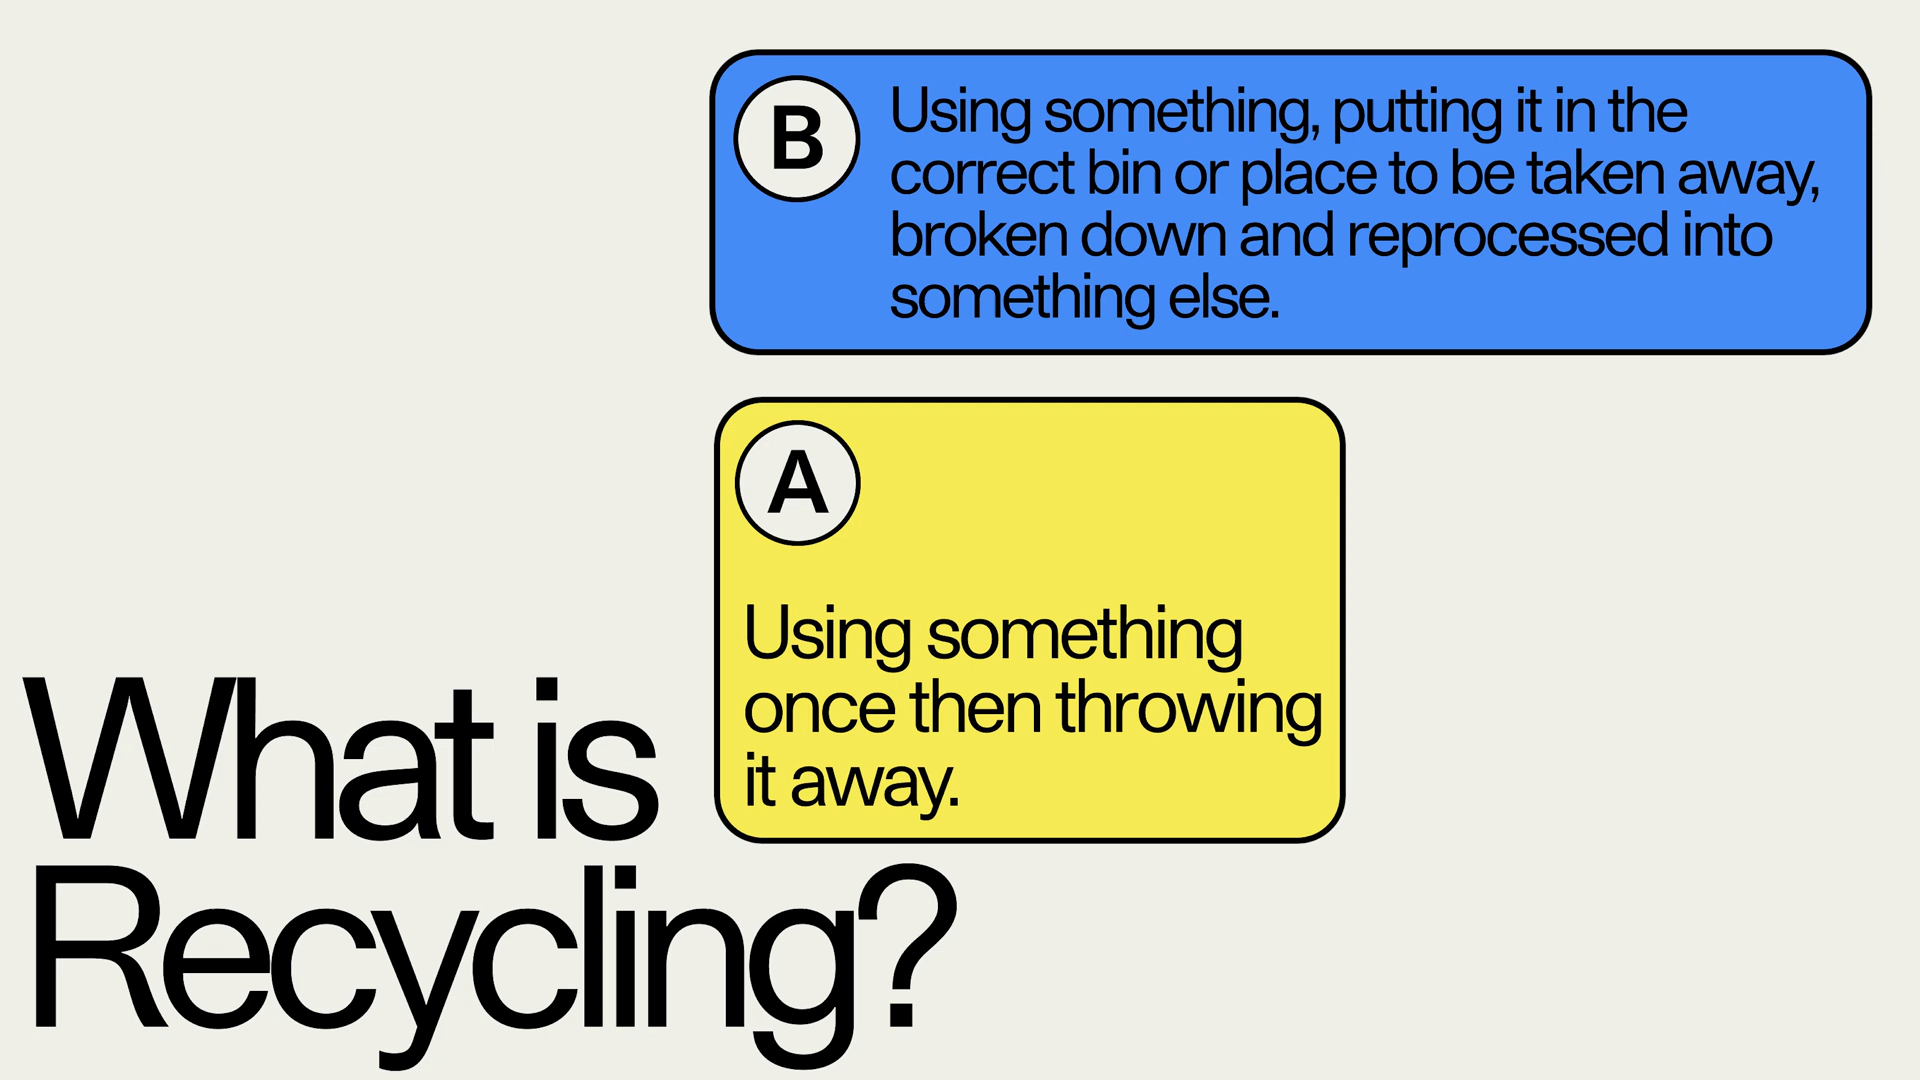 B
Using something, putting it in the
correct bin or place to be taken away,
broken down and reprocessed into
something else.
A
Using something
once then throwing
it away.
What is
Recycling?